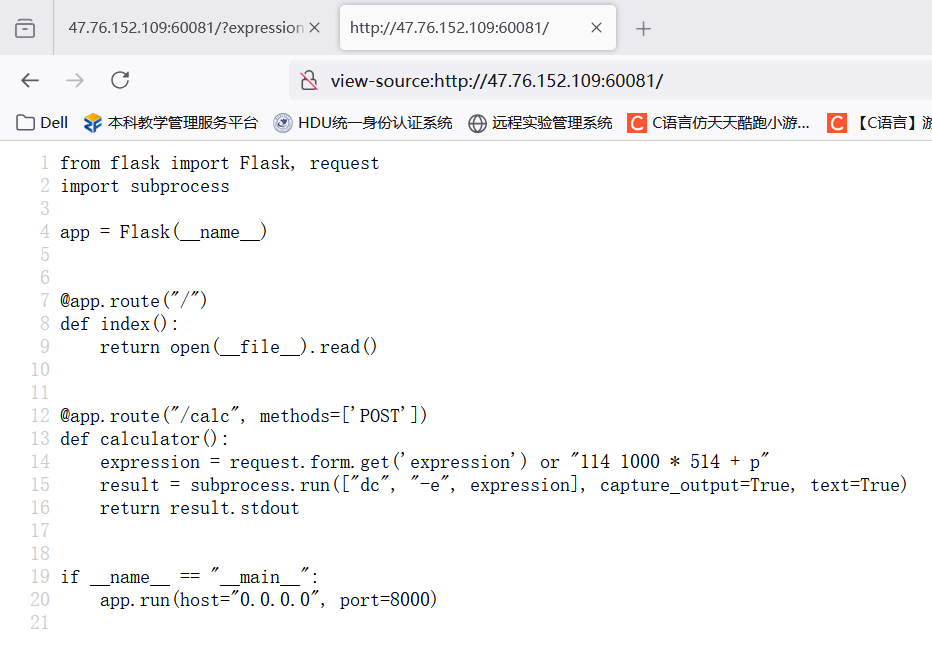 47.76.152.109:60081/?expression
http://47.76.152.109:60081/
view-source:http://47.76.152.109:60081/
Dell 本科教学管理服务平台 HDU统一身份认证系统 远程实验管理系统 C语言仿天天酷跑小游... 【C语言】游
1 from flask import Flask, request
2 import subprocess
3
4 app = Flask(__name__)
5
6
7 @app.route("/")
8 def index():
9     return open(__file__).read()
10
11
12 @app.route("/calc", methods=['POST'])
13 def calculator():
14     expression = request.form.get('expression') or "114 1000 * 514 + p"
15     result = subprocess.run(["dc", "-e", expression], capture_output=True, text=True)
16     return result.stdout
17
18
19 if __name__ == "__main__":
20     app.run(host="0.0.0.0", port=8000)
21